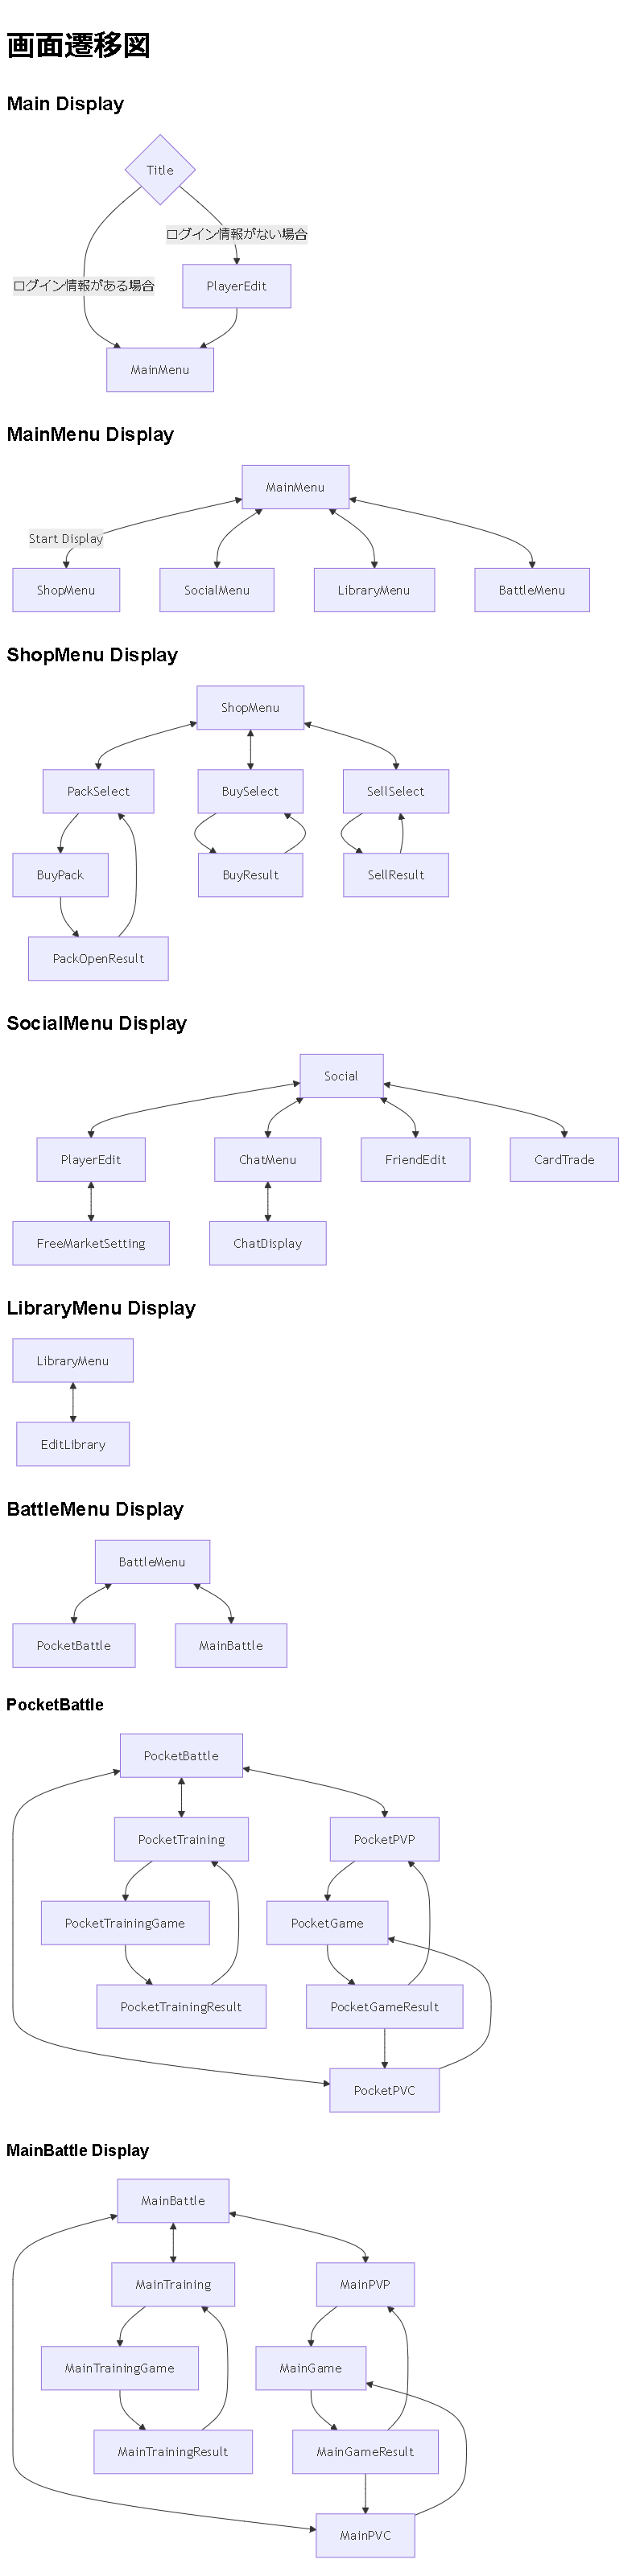 画面遷移図
Main Display
Title
ログイン情報がない場合
ログイン情報がある場合
PlayerEdit
MainMenu
MainMenu Display
MainMenu
Start Display
ShopMenu
SocialMenu
LibraryMenu
BattleMenu
ShopMenu Display
ShopMenu
PackSelect
BuySelect
SellSelect
BuyPack
BuyResult
SellResult
PackOpenResult
SocialMenu Display
Social
PlayerEdit
ChatMenu
FriendEdit
CardTrade
FreeMarketSetting
ChatDisplay
LibraryMenu Display
LibraryMenu
EditLibrary
BattleMenu Display
BattleMenu
PocketBattle
MainBattle
PocketBattle
PocketBattle
PocketTraining
PocketPVP
PocketTrainingGame
PocketGame
PocketTrainingResult
PocketGameResult
PocketPVC
MainBattle Display
MainBattle
MainTraining
MainPVP
MainTrainingGame
MainGame
MainTrainingResult
MainGameResult
MainPVC